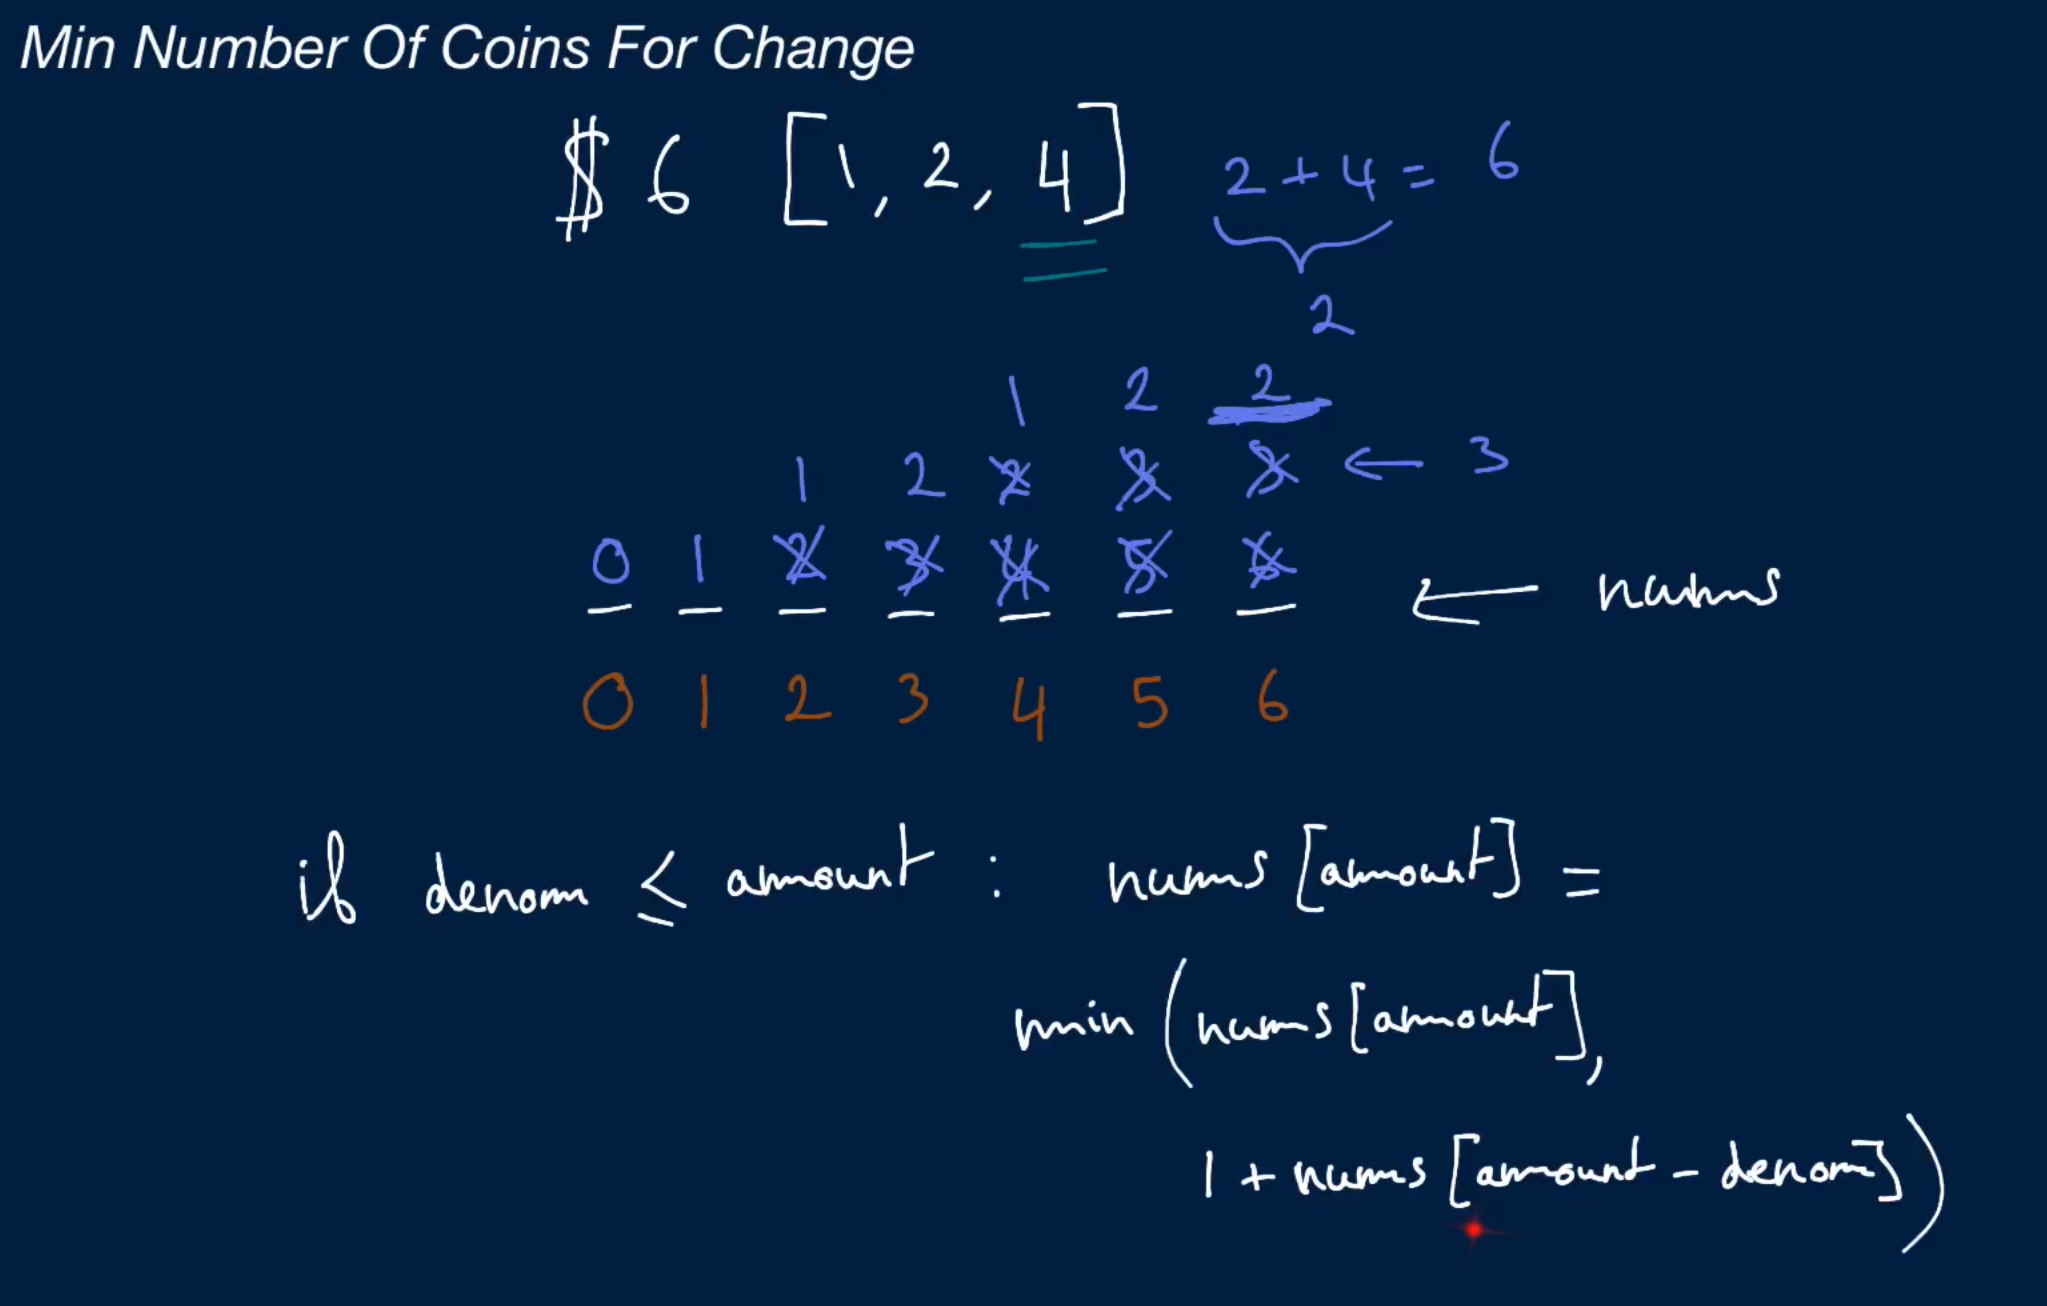 Min Number Of Coins For Change
$ 6 [1, 2, 4] 2 + 4 = 6
2
1 2 2
1 2 2 3 3 ← 3
0 1 2 3 4 5 6 ← nums
0 1 2 3 4 5 6
if denom ≤ amount : nums [amount] =
min (nums [amount],
1 + nums [amount - denom])